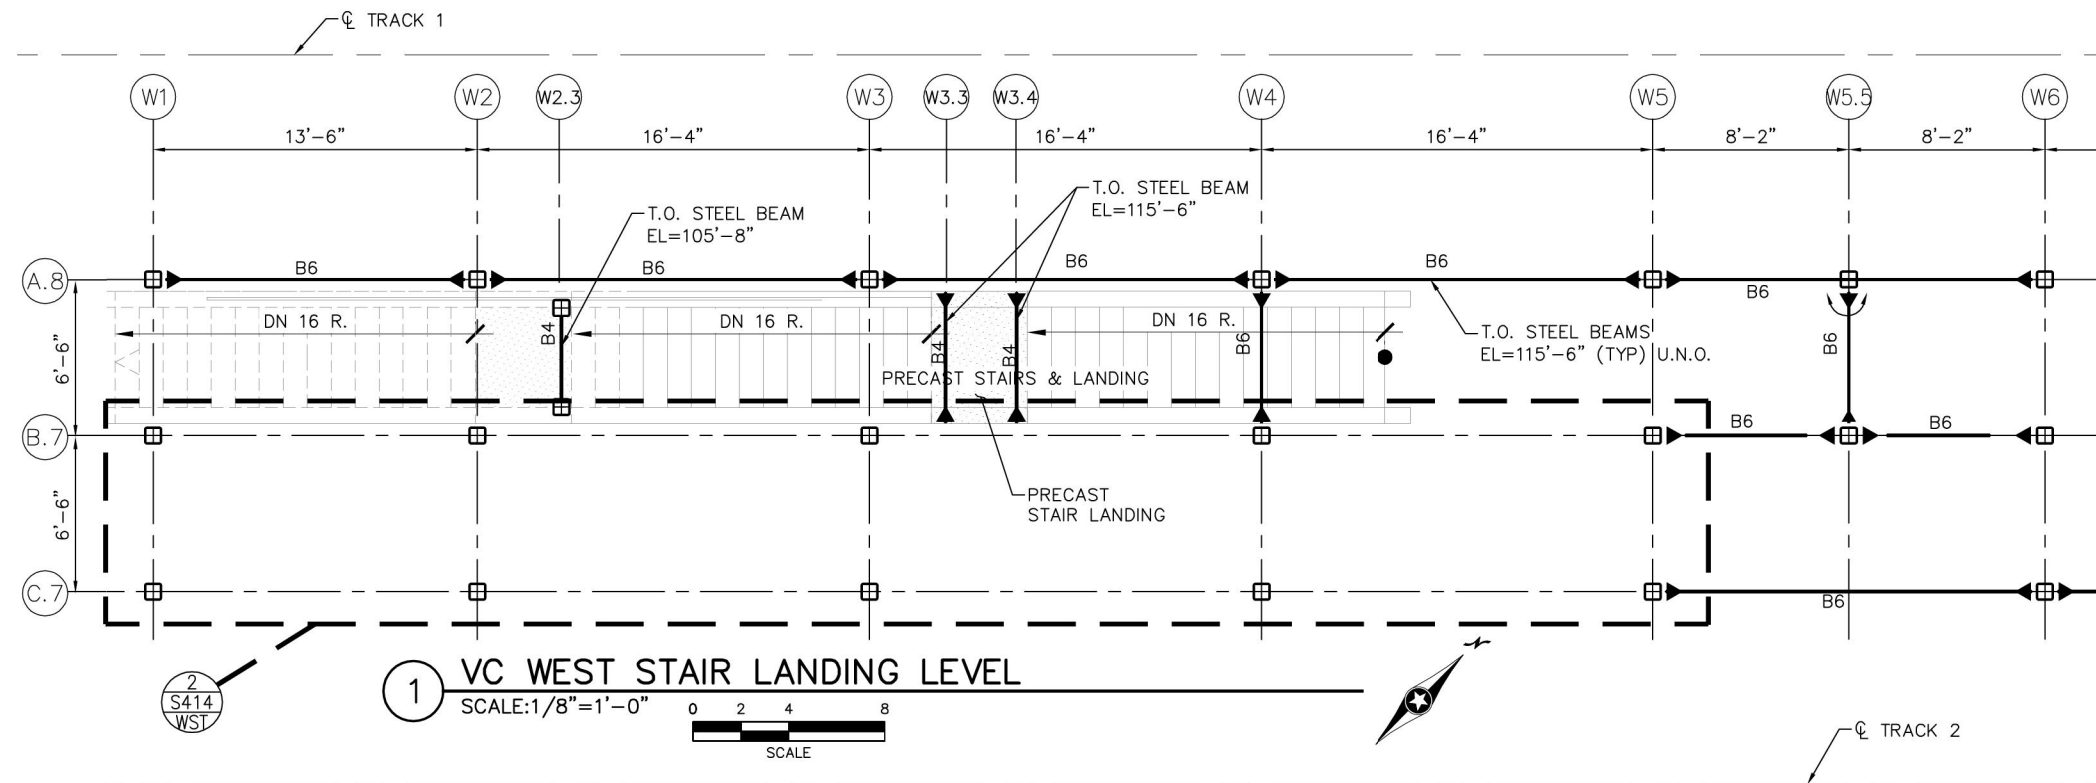 ℄ TRACK 1
W1 W2 W2.3 W3 W3.3 W3.4 W4 W5 W5.5 W6
13'-6" 16'-4" 16'-4" 16'-4" 8'-2" 8'-2"
T.O. STEEL BEAM
EL=105'-8"
T.O. STEEL BEAM
EL=115'-6"
A.8
B6 B6 B6 B6 B6
DN 16 R. DN 16 R. DN 16 R.
B4 B4 B4 B6 B6
T.O. STEEL BEAMS
EL=115'-6" (TYP) U.N.O.
6'-6"
PRECAST STAIRS & LANDING
B.7
B6 B6
6'-6"
PRECAST
STAIR LANDING
C.7
B6
2
S414
WST
1
VC WEST STAIR LANDING LEVEL
SCALE:1/8"=1'-0"
0 2 4 8
SCALE
N
℄ TRACK 2